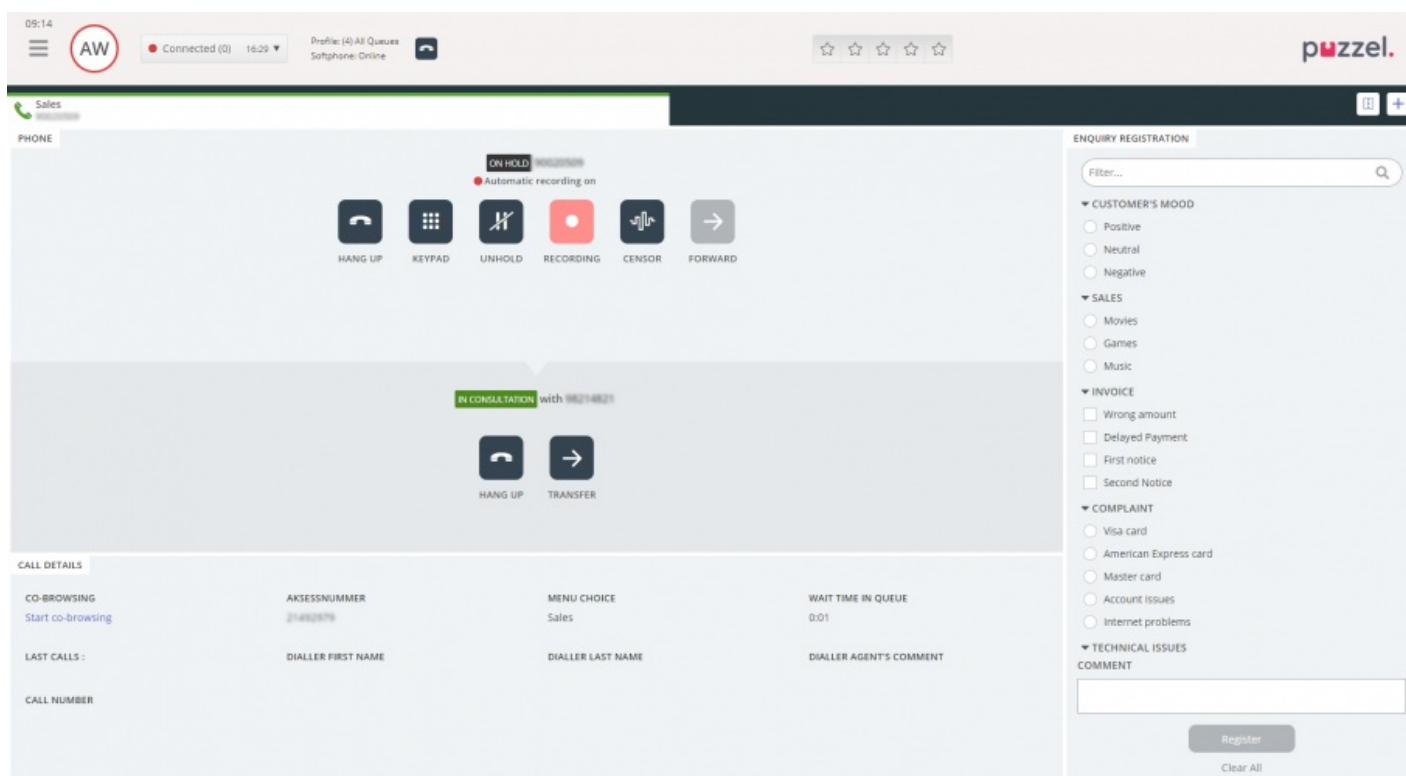 09:14
AW
Connected (0) 16:29
Profile: (4) All Queues
Softphone: Online
puzzel.
Sales
PHONE
ON HOLD
Automatic recording on
HANG UP KEYPAD UNHOLD RECORDING CENSOR FORWARD
IN CONSULTATION with
HANG UP TRANSFER
CALL DETAILS
CO-BROWSING AKSESSNUMMER MENU CHOICE WAIT TIME IN QUEUE
Start co-browsing Sales 0:01
LAST CALLS : DIALLER FIRST NAME DIALLER LAST NAME DIALLER AGENT'S COMMENT
CALL NUMBER
ENQUIRY REGISTRATION
Filter...
CUSTOMER'S MOOD
Positive
Neutral
Negative
SALES
Movies
Games
Music
INVOICE
Wrong amount
Delayed Payment
First notice
Second Notice
COMPLAINT
Visa card
American Express card
Master card
Account Issues
Internet problems
TECHNICAL ISSUES
COMMENT
Register
Clear All